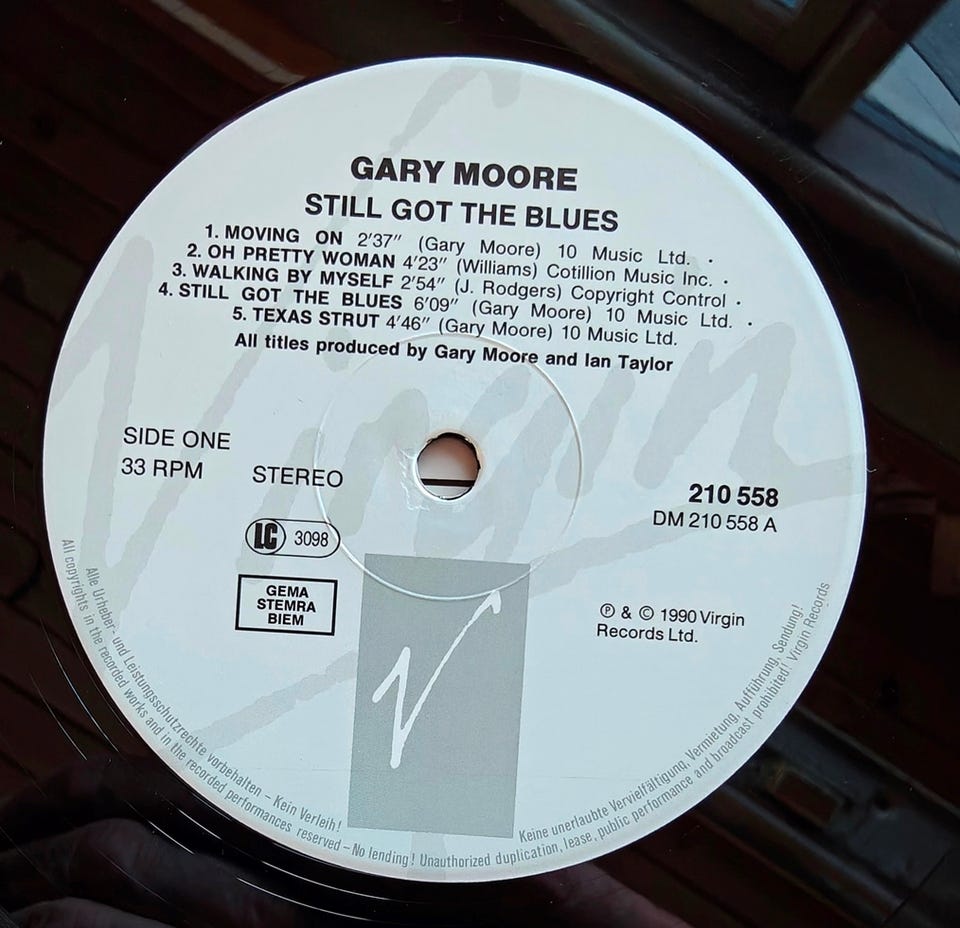 GARY MOORE
STILL GOT THE BLUES
1. MOVING ON 2'37" (Gary Moore) 10 Music Ltd. ·
2. OH PRETTY WOMAN 4'23" (Williams) Cotillion Music Inc. ·
3. WALKING BY MYSELF 2'54" (J. Rodgers) Copyright Control ·
4. STILL GOT THE BLUES 6'09" (Gary Moore) 10 Music Ltd. ·
5. TEXAS STRUT 4'46" (Gary Moore) 10 Music Ltd.
All titles produced by Gary Moore and Ian Taylor
Virgin
SIDE ONE
33 RPM
STEREO
210 558
DM 210 558 A
LC 3098
GEMA
STEMRA
BIEM
℗ & © 1990 Virgin
Records Ltd.
V
Alle Urheber- und Leistungsschutzrechte vorbehalten – Kein Verleih! Keine unerlaubte Vervielfältigung, Vermietung, Aufführung, Sendung!
All copyrights in the recorded works and in the recorded performances reserved – No lending! Unauthorized duplication, lease, public performance and broadcast prohibited! Virgin Records